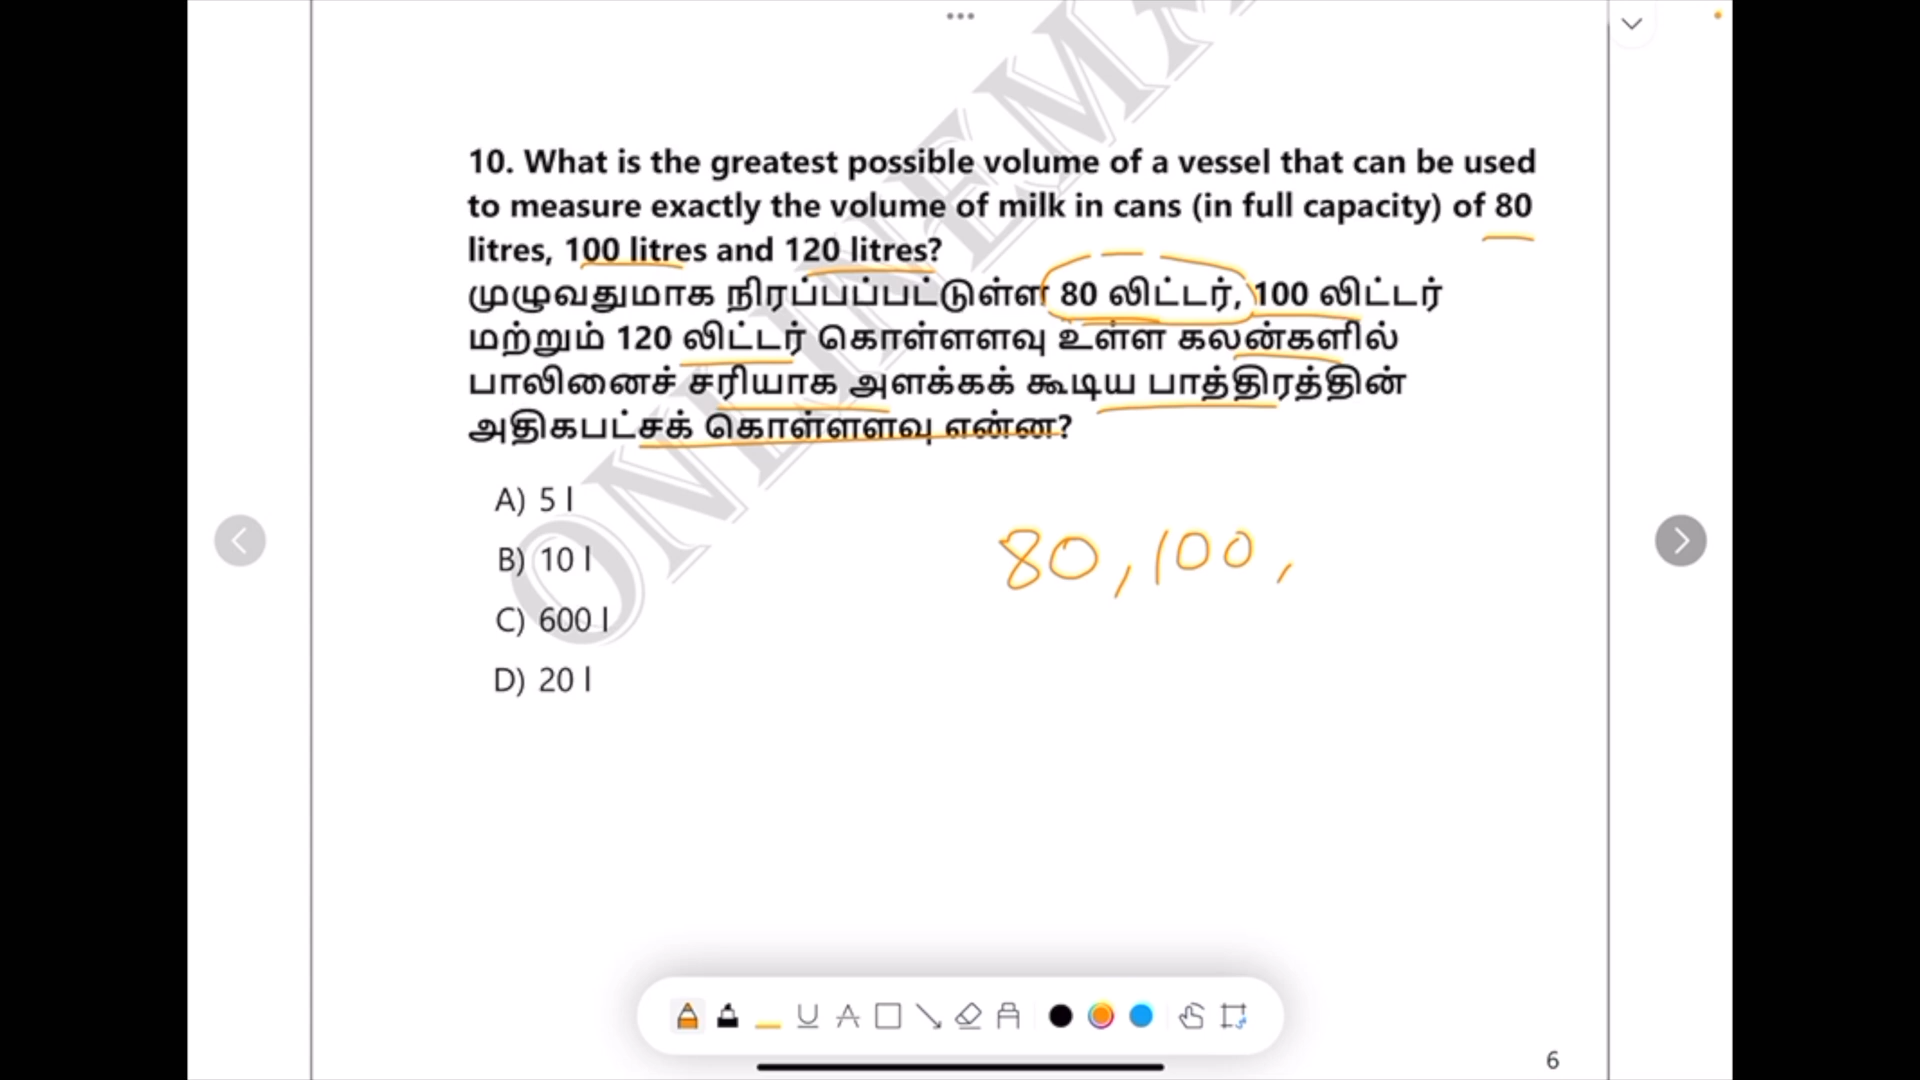 10. What is the greatest possible volume of a vessel that can be used
to measure exactly the volume of milk in cans (in full capacity) of 80
litres, 100 litres and 120 litres?
முழுவதுமாக நிரப்பப்பட்டுள்ள 80 லிட்டர், 100 லிட்டர்
மற்றும் 120 லிட்டர் கொள்ளளவு உள்ள கலன்களில்
பாலினைச் சரியாக அளக்கக் கூடிய பாத்திரத்தின்
அதிகபட்சக் கொள்ளளவு என்ன?
A) 5 l
B) 10 l
C) 600 l
D) 20 l
80, 100,
6